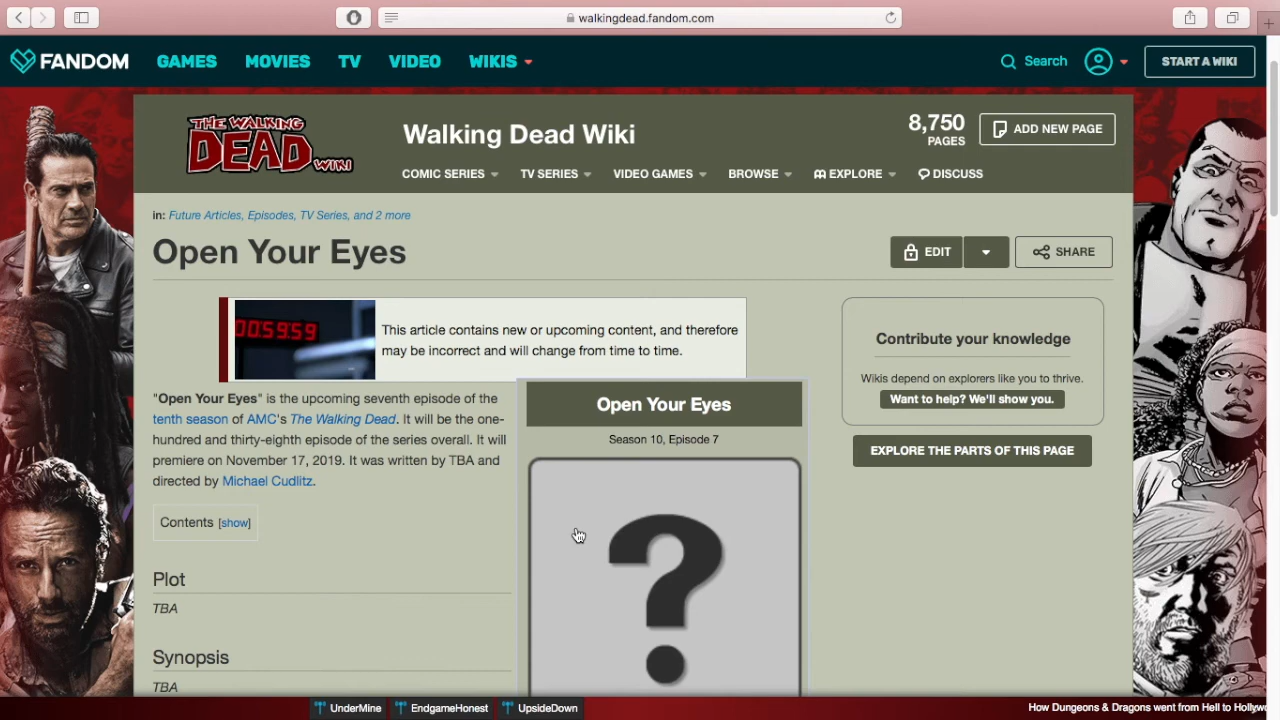 walkingdead.fandom.com
FANDOM
GAMES
MOVIES
TV
VIDEO
WIKIS
Search
START A WIKI
THE WALKING
DEAD WIKI
Walking Dead Wiki
8,750
PAGES
ADD NEW PAGE
COMIC SERIES
TV SERIES
VIDEO GAMES
BROWSE
EXPLORE
DISCUSS
in: Future Articles, Episodes, TV Series, and 2 more
Open Your Eyes
EDIT
SHARE
00:59:59
This article contains new or upcoming content, and therefore
may be incorrect and will change from time to time.
"Open Your Eyes" is the upcoming seventh episode of the
tenth season of AMC's The Walking Dead. It will be the one-
hundred and thirty-eighth episode of the series overall. It will
premiere on November 17, 2019. It was written by TBA and
directed by Michael Cudlitz.
Contents [show]
Plot
TBA
Synopsis
TBA
Open Your Eyes
Season 10, Episode 7
?
Contribute your knowledge
Wikis depend on explorers like you to thrive.
Want to help? We'll show you.
EXPLORE THE PARTS OF THIS PAGE
UnderMine
EndgameHonest
UpsideDown
How Dungeons & Dragons went from Hell to Hollywo